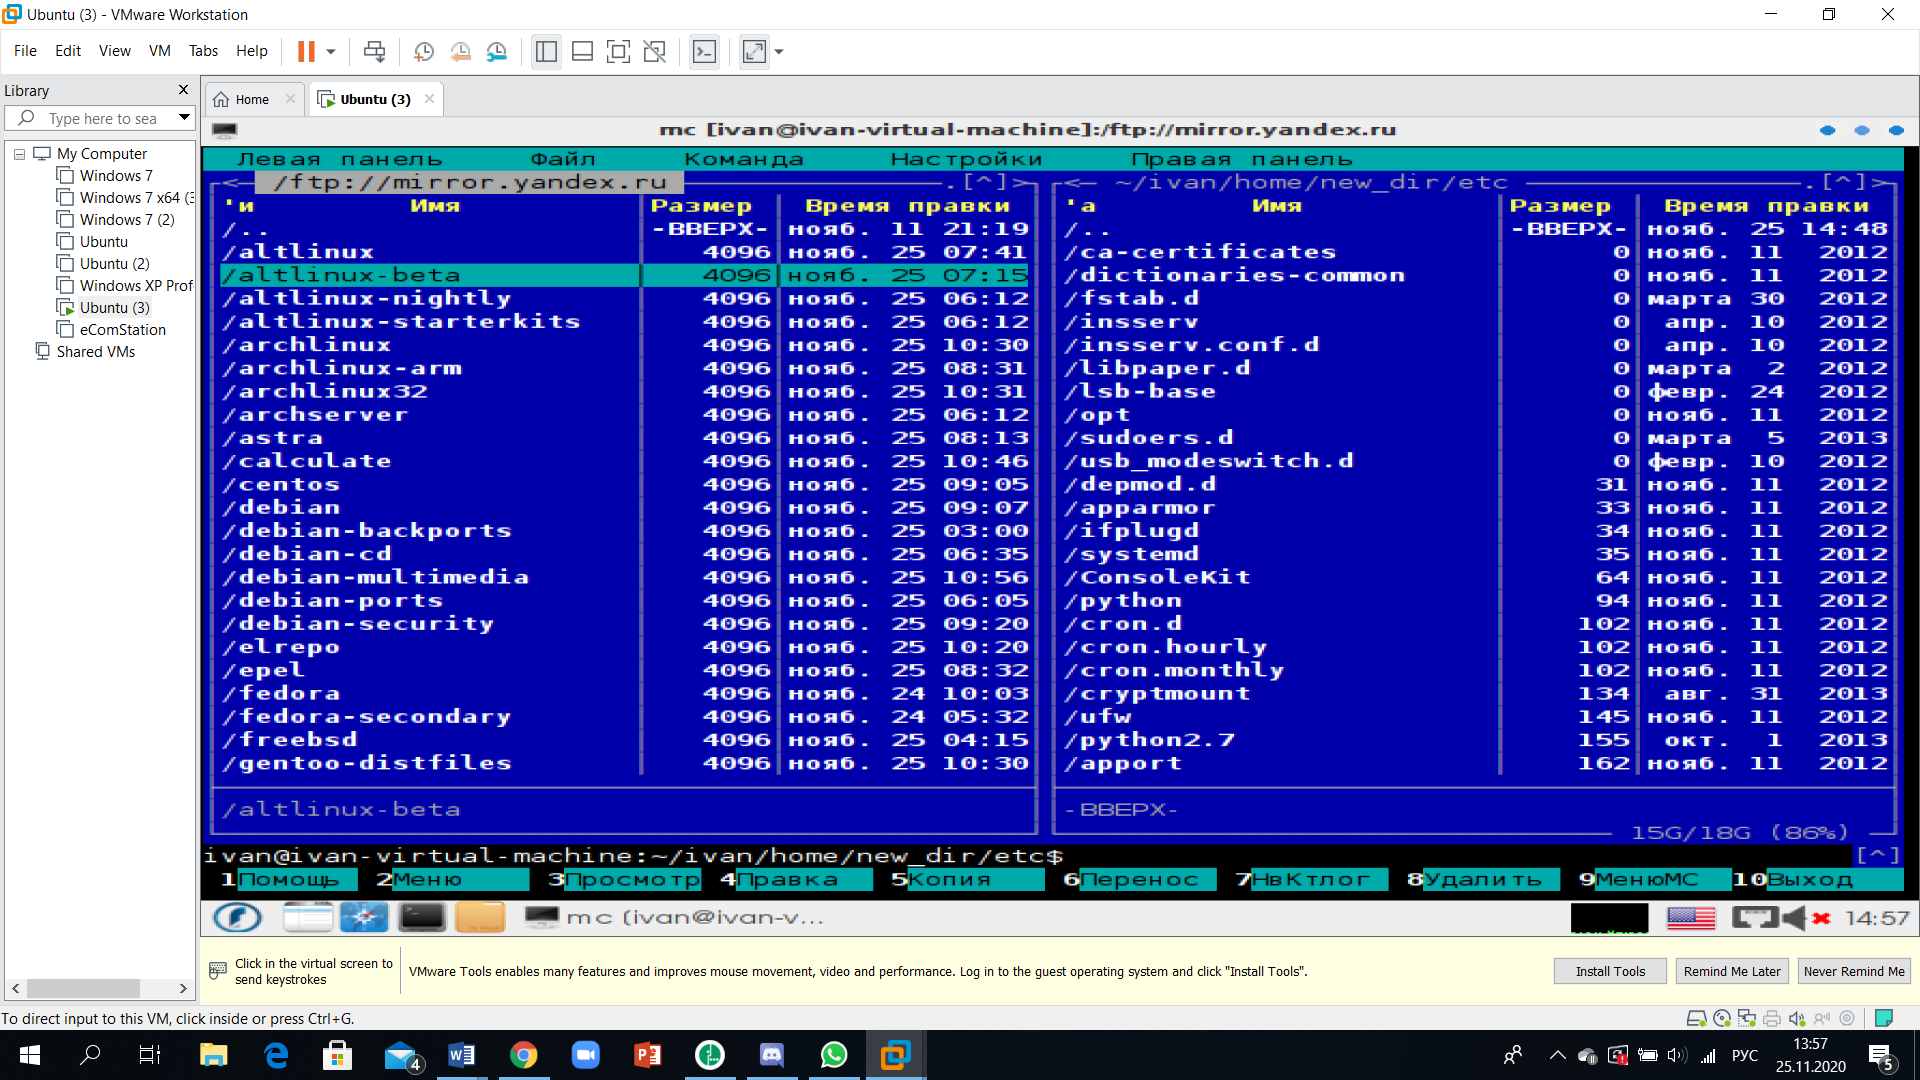 Ubuntu (3) - VMware Workstation
File Edit View VM Tabs Help
Library
Type here to sea
My Computer
Windows 7
Windows 7 x64 (3
Windows 7 (2)
Ubuntu
Ubuntu (2)
Windows XP Prof
Ubuntu (3)
eComStation
Shared VMs
Home Ubuntu (3)
mc [ivan@ivan-virtual-machine]:/ftp://mirror.yandex.ru
Левая панель Файл Команда Настройки Правая панель
<— /ftp://mirror.yandex.ru .[^]>
'и Имя Размер Время правки
/.. -ВВЕРХ- нояб. 11 21:19
/altlinux 4096 нояб. 25 07:41
/altlinux-beta 4096 нояб. 25 07:15
/altlinux-nightly 4096 нояб. 25 06:12
/altlinux-starterkits 4096 нояб. 25 06:12
/archlinux 4096 нояб. 25 10:30
/archlinux-arm 4096 нояб. 25 08:31
/archlinux32 4096 нояб. 25 10:31
/archserver 4096 нояб. 25 06:12
/astra 4096 нояб. 25 08:13
/calculate 4096 нояб. 25 10:46
/centos 4096 нояб. 25 09:05
/debian 4096 нояб. 25 09:07
/debian-backports 4096 нояб. 25 03:00
/debian-cd 4096 нояб. 25 06:35
/debian-multimedia 4096 нояб. 25 10:56
/debian-ports 4096 нояб. 25 06:05
/debian-security 4096 нояб. 25 09:20
/elrepo 4096 нояб. 25 10:20
/epel 4096 нояб. 25 08:32
/fedora 4096 нояб. 24 10:03
/fedora-secondary 4096 нояб. 24 05:32
/freebsd 4096 нояб. 25 04:15
/gentoo-distfiles 4096 нояб. 25 10:30
/altlinux-beta
<— ~/ivan/home/new_dir/etc .[^]>
'а Имя Размер Время правки
/.. -ВВЕРХ- нояб. 25 14:48
/ca-certificates 0 нояб. 11 2012
/dictionaries-common 0 нояб. 11 2012
/fstab.d 0 марта 30 2012
/insserv 0 апр. 10 2012
/insserv.conf.d 0 апр. 10 2012
/libpaper.d 0 марта 2 2012
/lsb-base 0 февр. 24 2012
/opt 0 нояб. 11 2012
/sudoers.d 0 марта 5 2013
/usb_modeswitch.d 0 февр. 10 2012
/depmod.d 31 нояб. 11 2012
/apparmor 33 нояб. 11 2012
/ifplugd 34 нояб. 11 2012
/systemd 35 нояб. 11 2012
/ConsoleKit 64 нояб. 11 2012
/python 94 нояб. 11 2012
/cron.d 102 нояб. 11 2012
/cron.hourly 102 нояб. 11 2012
/cron.monthly 102 нояб. 11 2012
/cryptmount 134 авг. 31 2013
/ufw 145 нояб. 11 2012
/python2.7 155 окт. 1 2013
/apport 162 нояб. 11 2012
-ВВЕРХ-
15G/18G (86%)
ivan@ivan-virtual-machine:~/ivan/home/new_dir/etc$ [^]
1Помощь 2Меню 3Просмотр 4Правка 5Копия 6Перенос 7НвКтлог 8Удалить 9МенюМС 10Выход
mc (ivan@ivan-v... 14:57
Click in the virtual screen to
send keystrokes
VMware Tools enables many features and improves mouse movement, video and performance. Log in to the guest operating system and click "Install Tools".
Install Tools Remind Me Later Never Remind Me
To direct input to this VM, click inside or press Ctrl+G.
4
РУС
13:57
25.11.2020
5